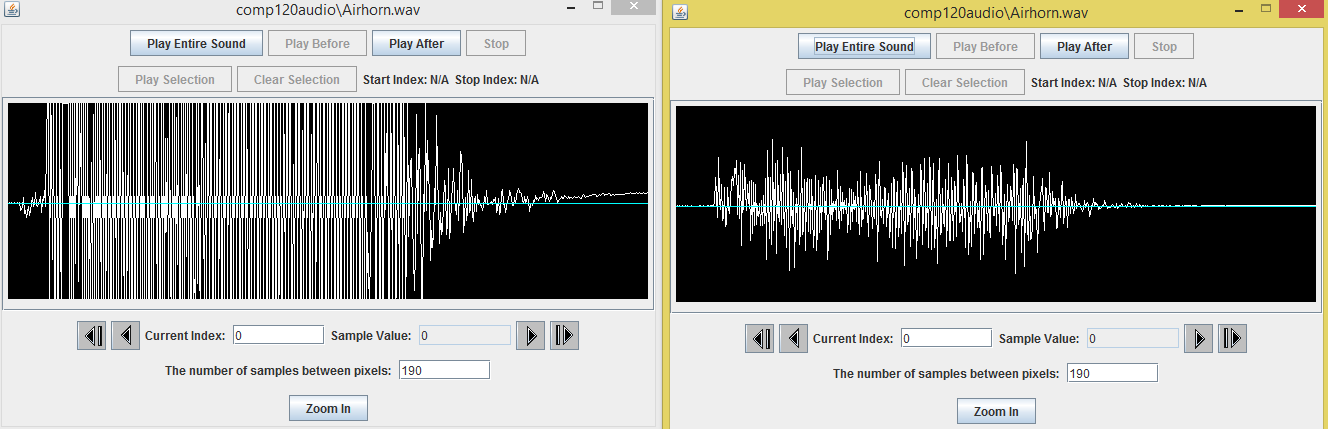 comp120audio\Airhorn.wav
Play Entire Sound Play Before Play After Stop
Play Selection Clear Selection Start Index: N/A Stop Index: N/A
Current Index: 0 Sample Value: 0
The number of samples between pixels: 190
Zoom In
comp120audio\Airhorn.wav
Play Entire Sound Play Before Play After Stop
Play Selection Clear Selection Start Index: N/A Stop Index: N/A
Current Index: 0 Sample Value: 0
The number of samples between pixels: 190
Zoom In